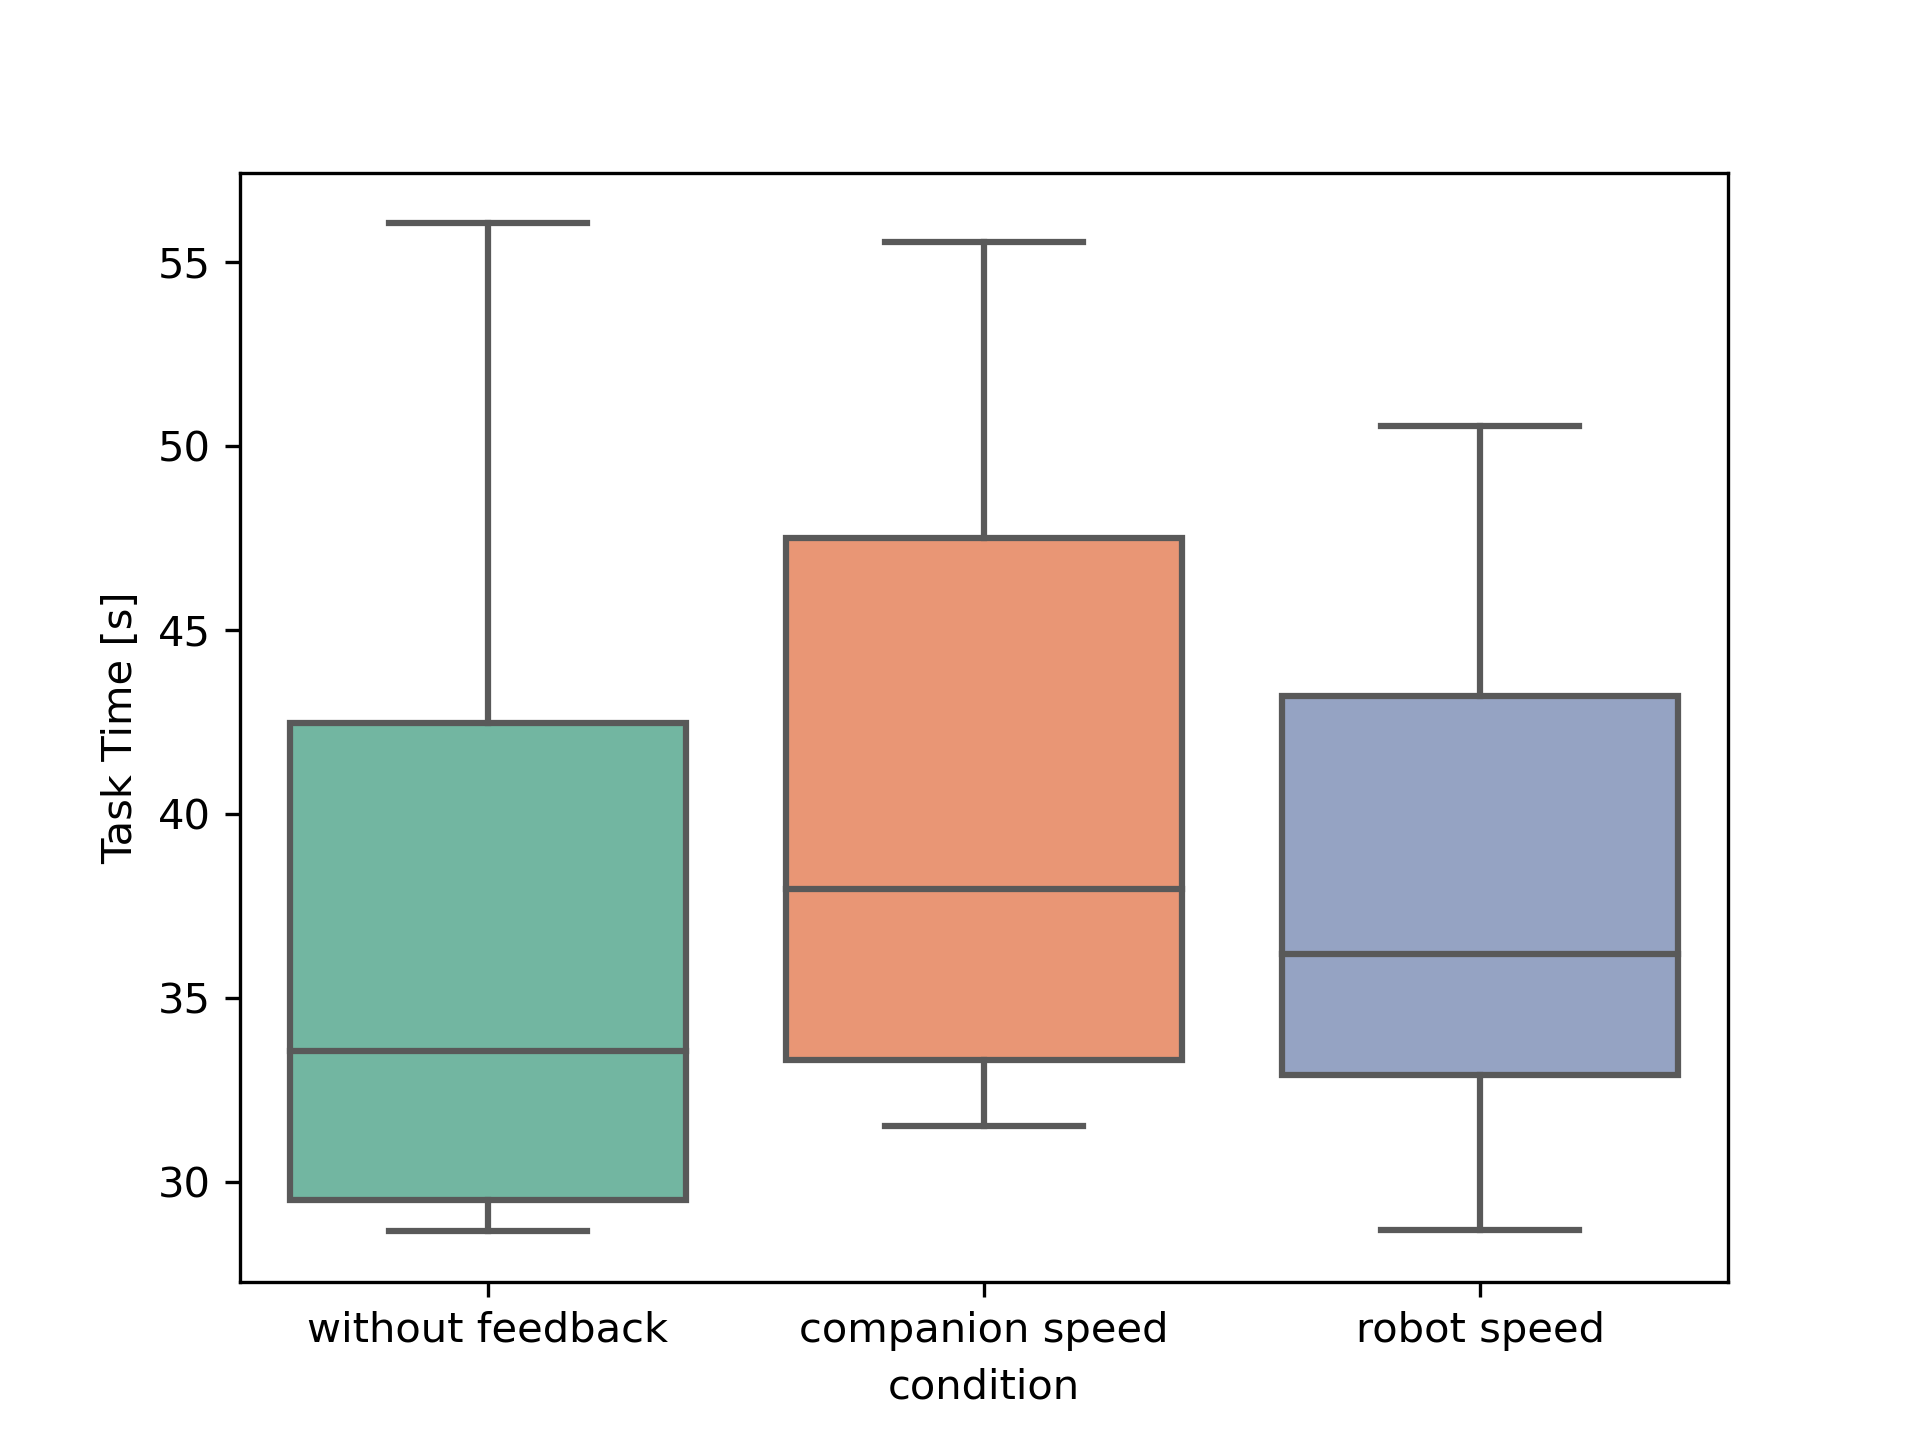 Task Time [s]
55
50
45
40
35
30
without feedback
companion speed
robot speed
condition